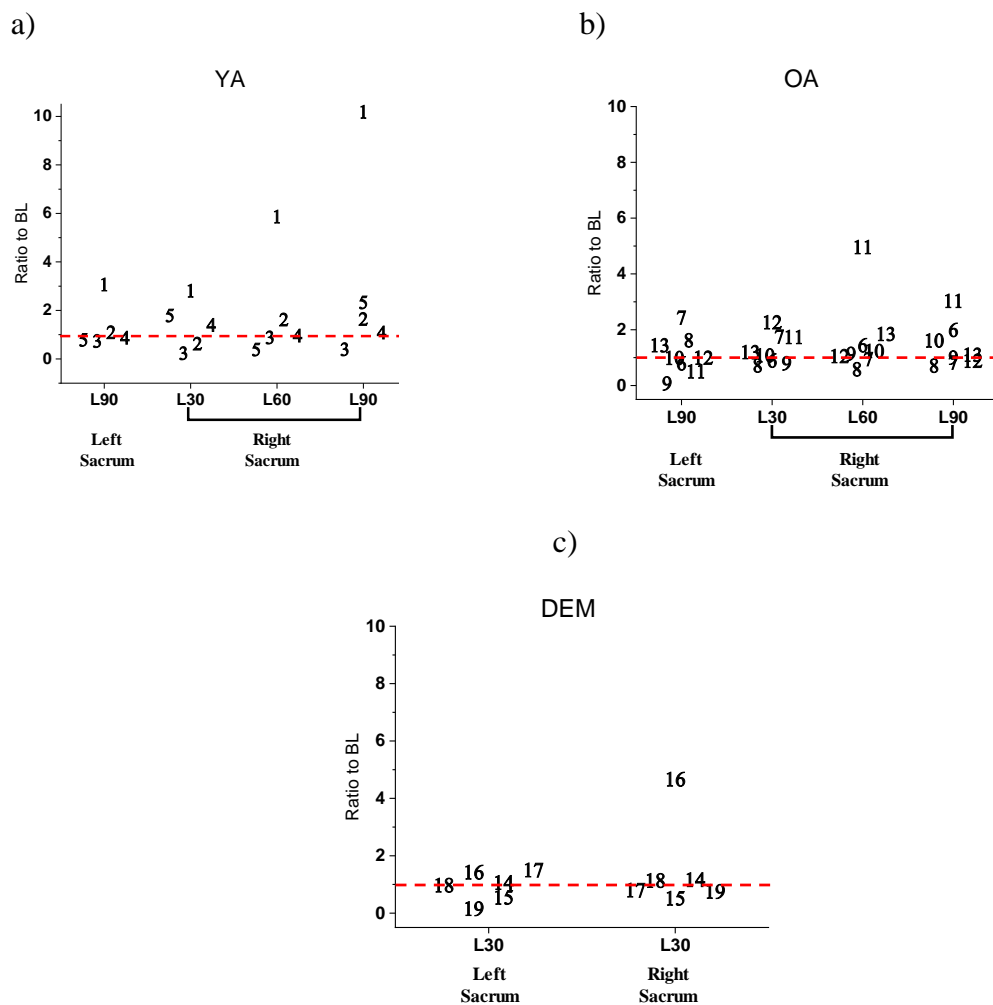 a)
YA
Ratio to BL
10
1
8
6
1
4
1
1
2
5
4
2
5
2
5 3 2 4
3 2
3 4
5
4
3
0
L90
L30
L60
L90
Left
Sacrum
Right
Sacrum
b)
OA
Ratio to BL
10
8
6
4
2
0
13 7 8 10 12 6 11 9
13 12 7 11 10 8 6 9
12 9 11 6 10 13 7 8
10 11 6 9 7 13 12 8
L90
L30
L60
L90
Left
Sacrum
Right
Sacrum
c)
DEM
Ratio to BL
10
8
6
4
2
0
18 16 14 15 17 19
17 18 16 14 15 19
L30
L30
Left
Sacrum
Right
Sacrum